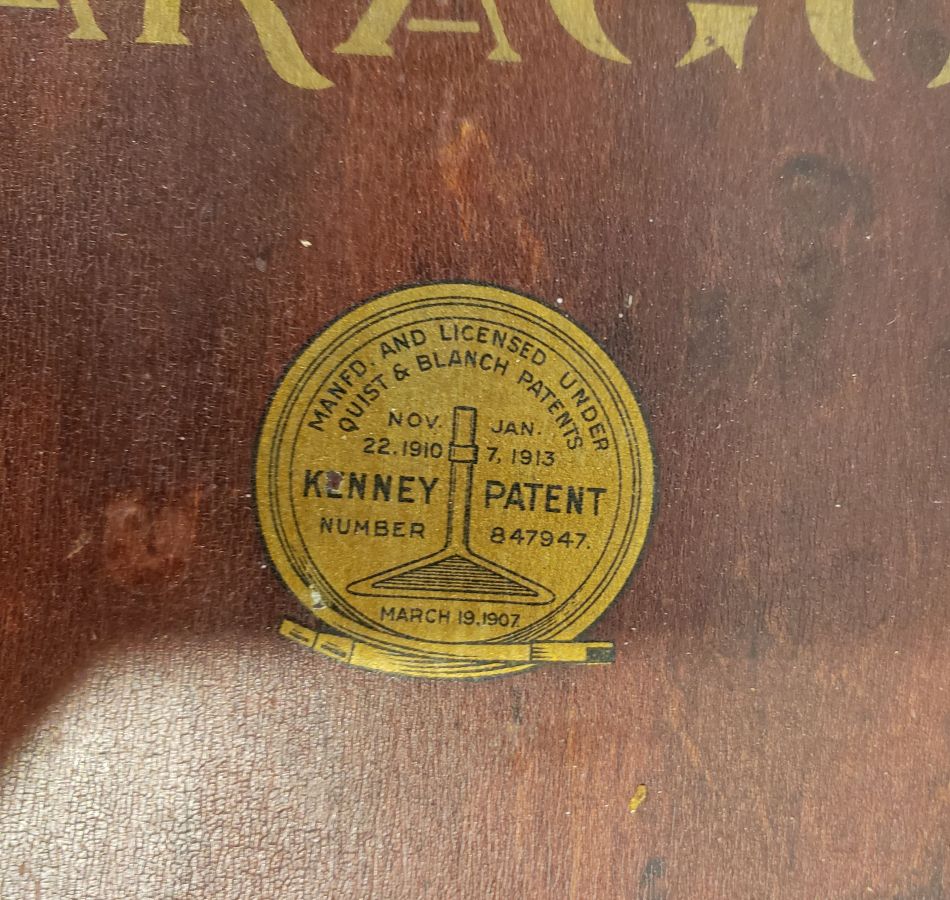 MANFD. AND LICENSED UNDER
QUIST & BLANCH PATENTS
NOV. JAN.
22.1910 7, 1913
KENNEY PATENT
NUMBER 847947.
MARCH 19,1907.